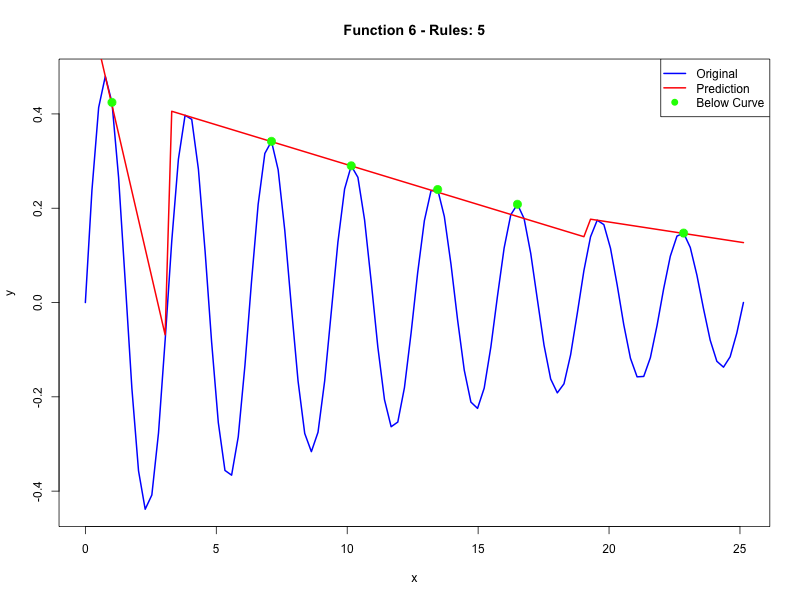 Function 6 - Rules: 5
Original
Prediction
Below Curve
y
0.4
0.2
0.0
-0.2
-0.4
0 5 10 15 20 25
x